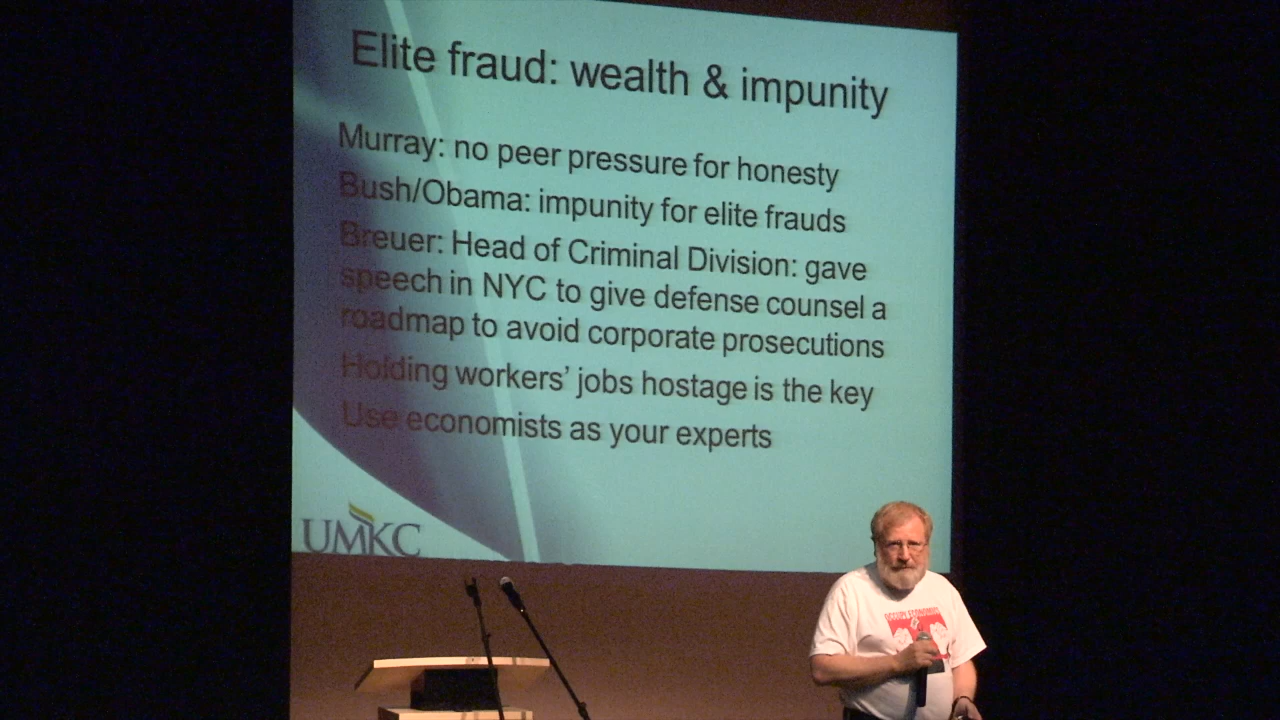 Elite fraud: wealth & impunity
Murray: no peer pressure for honesty
Bush/Obama: impunity for elite frauds
Breuer: Head of Criminal Division: gave
speech in NYC to give defense counsel a
roadmap to avoid corporate prosecutions
Holding workers’ jobs hostage is the key
Use economists as your experts
UMKC
OCCUPY ECONOMICS